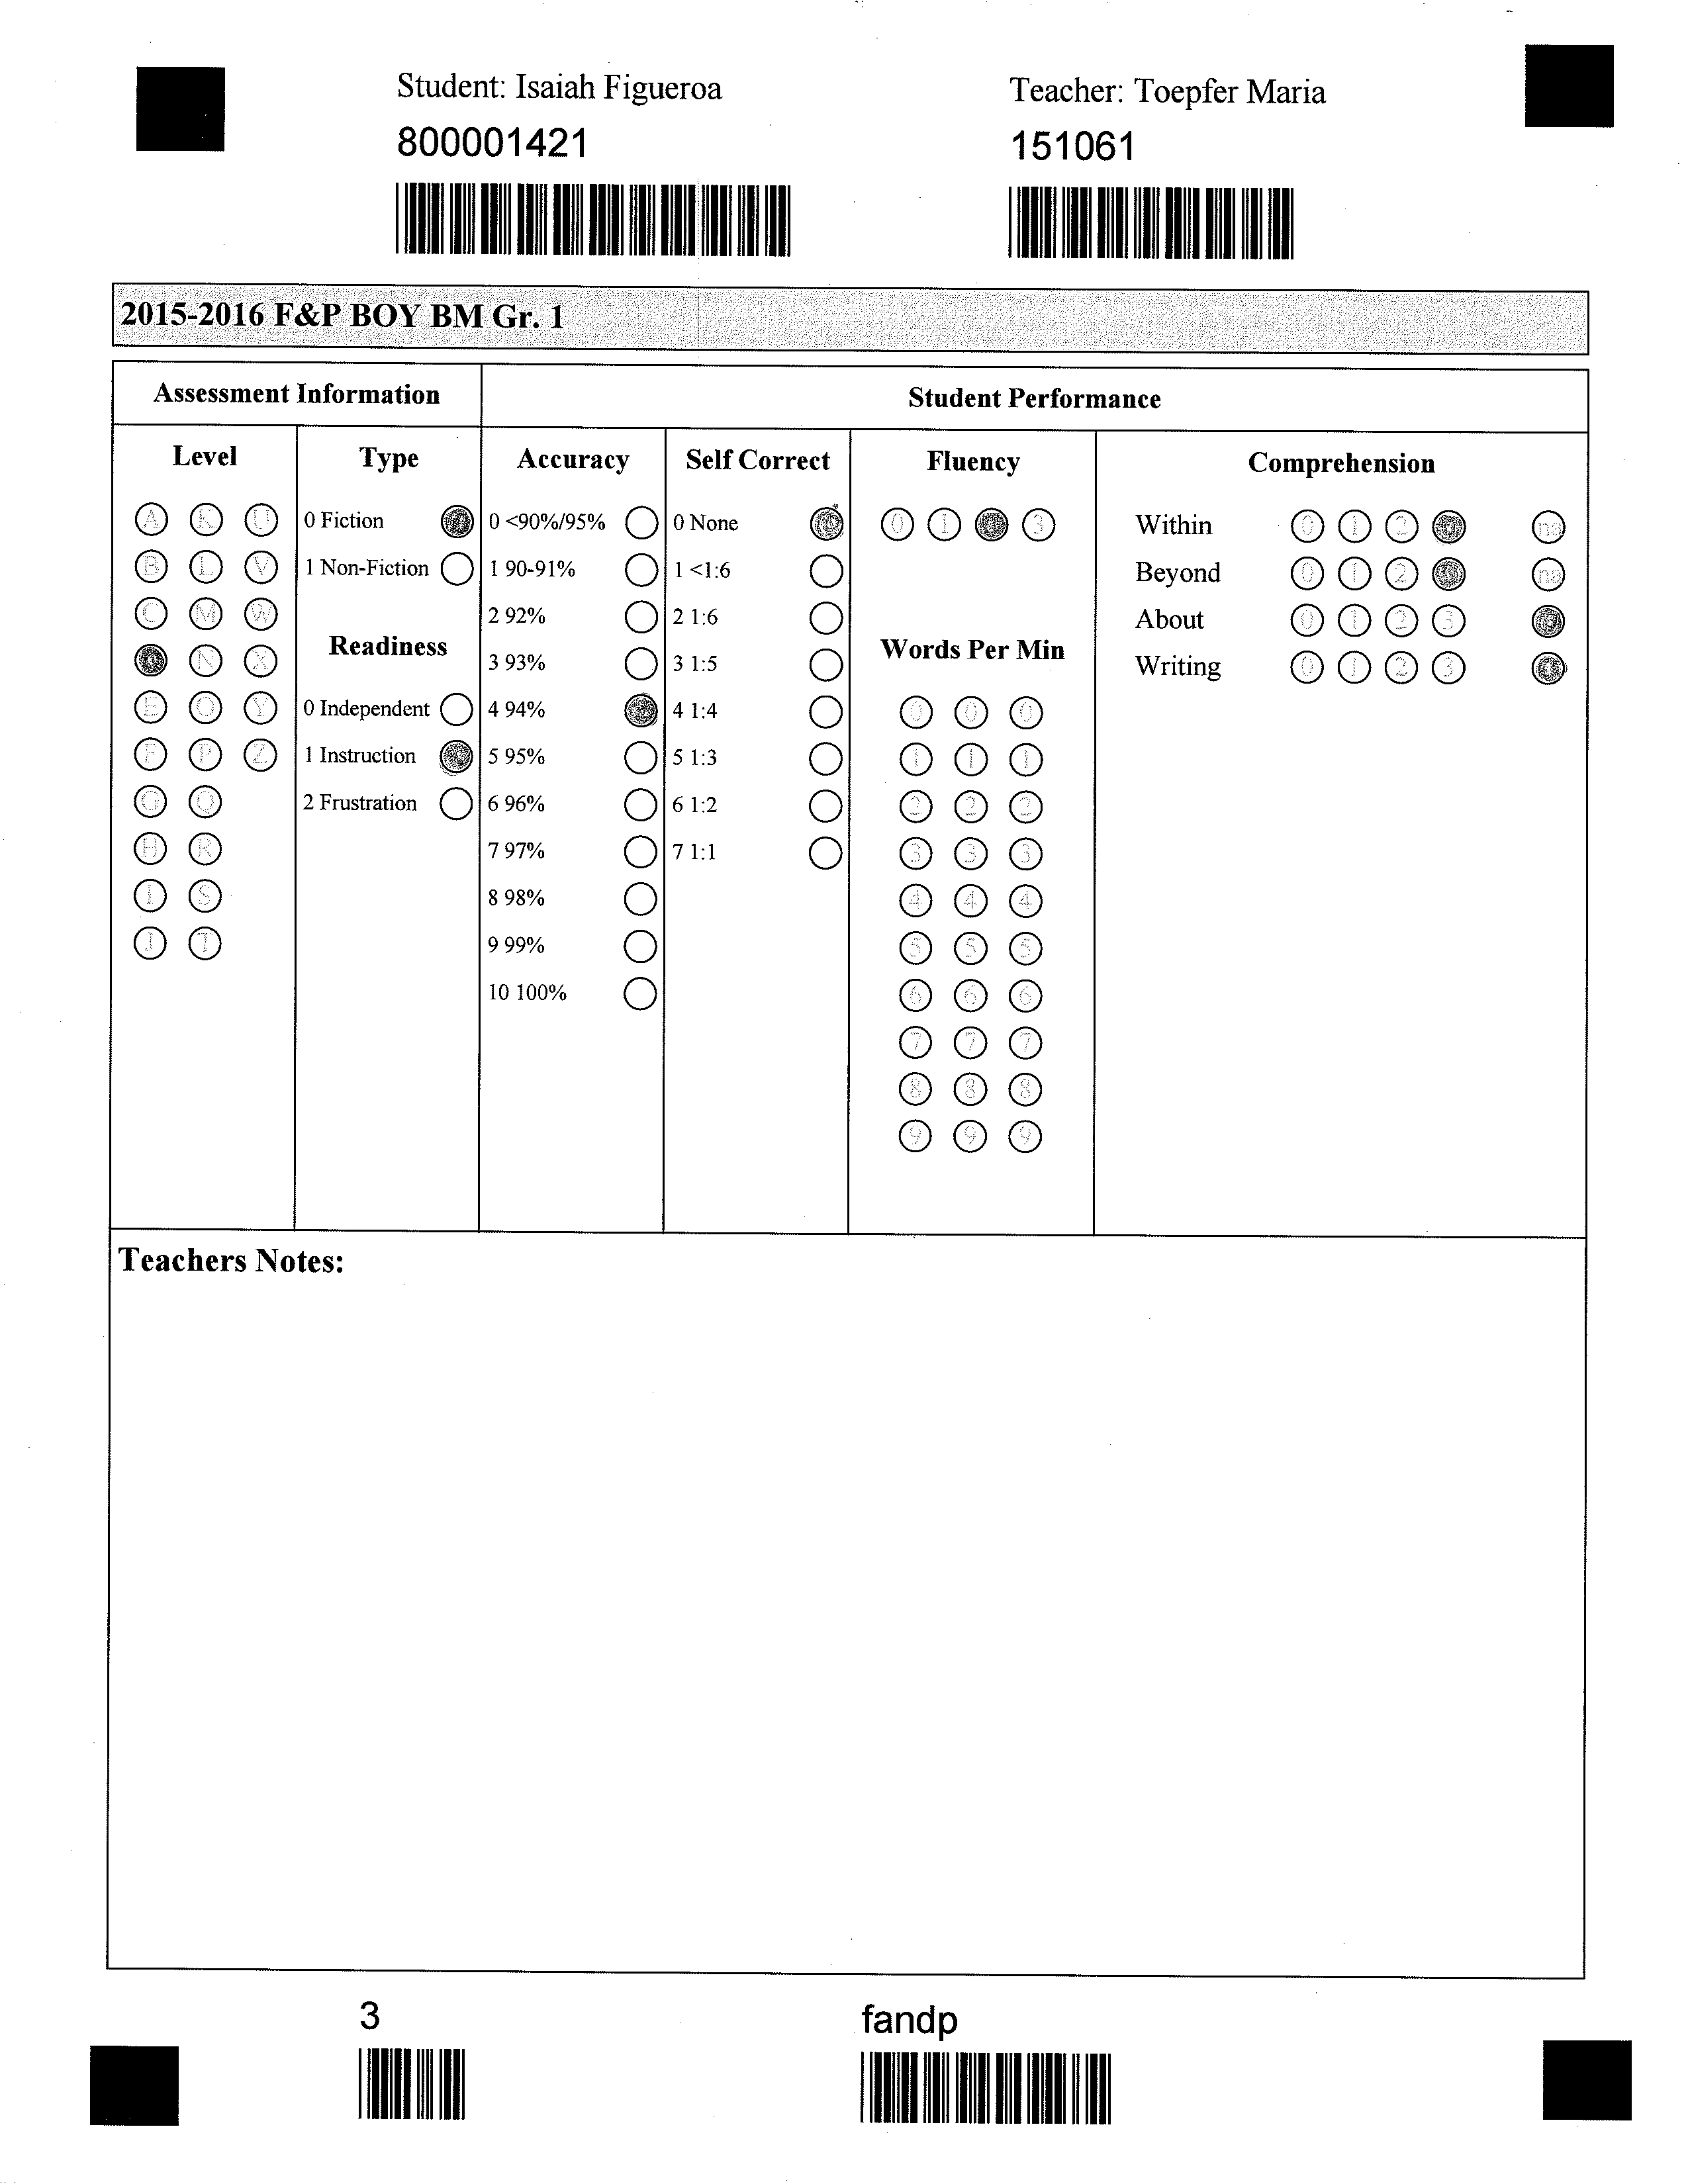 Student: Isaiah Figueroa
Teacher: Toepfer Maria
800001421
151061
2015-2016 F&P BOY BM Gr. 1
Assessment Information
Student Performance
Level
Type
Accuracy
Self Correct
Fluency
Comprehension
A K U
B L V
C M W
N X
E O Y
F P Z
G Q
H R
I S
J T
0 Fiction
1 Non-Fiction
Readiness
0 Independent
1 Instruction
2 Frustration
0 <90%/95%
1 90-91%
2 92%
3 93%
4 94%
5 95%
6 96%
7 97%
8 98%
9 99%
10 100%
0 None
1 <1:6
2 1:6
3 1:5
4 1:4
5 1:3
6 1:2
7 1:1
0 1 3
Words Per Min
0 0 0
1 1 1
2 2 2
3 3 3
4 4 4
5 5 5
6 6 6
7 7 7
8 8 8
9 9 9
Within 0 1 2 na
Beyond 0 1 2 na
About 0 1 2 3
Writing 0 1 2 3
Teachers Notes:
3
fandp